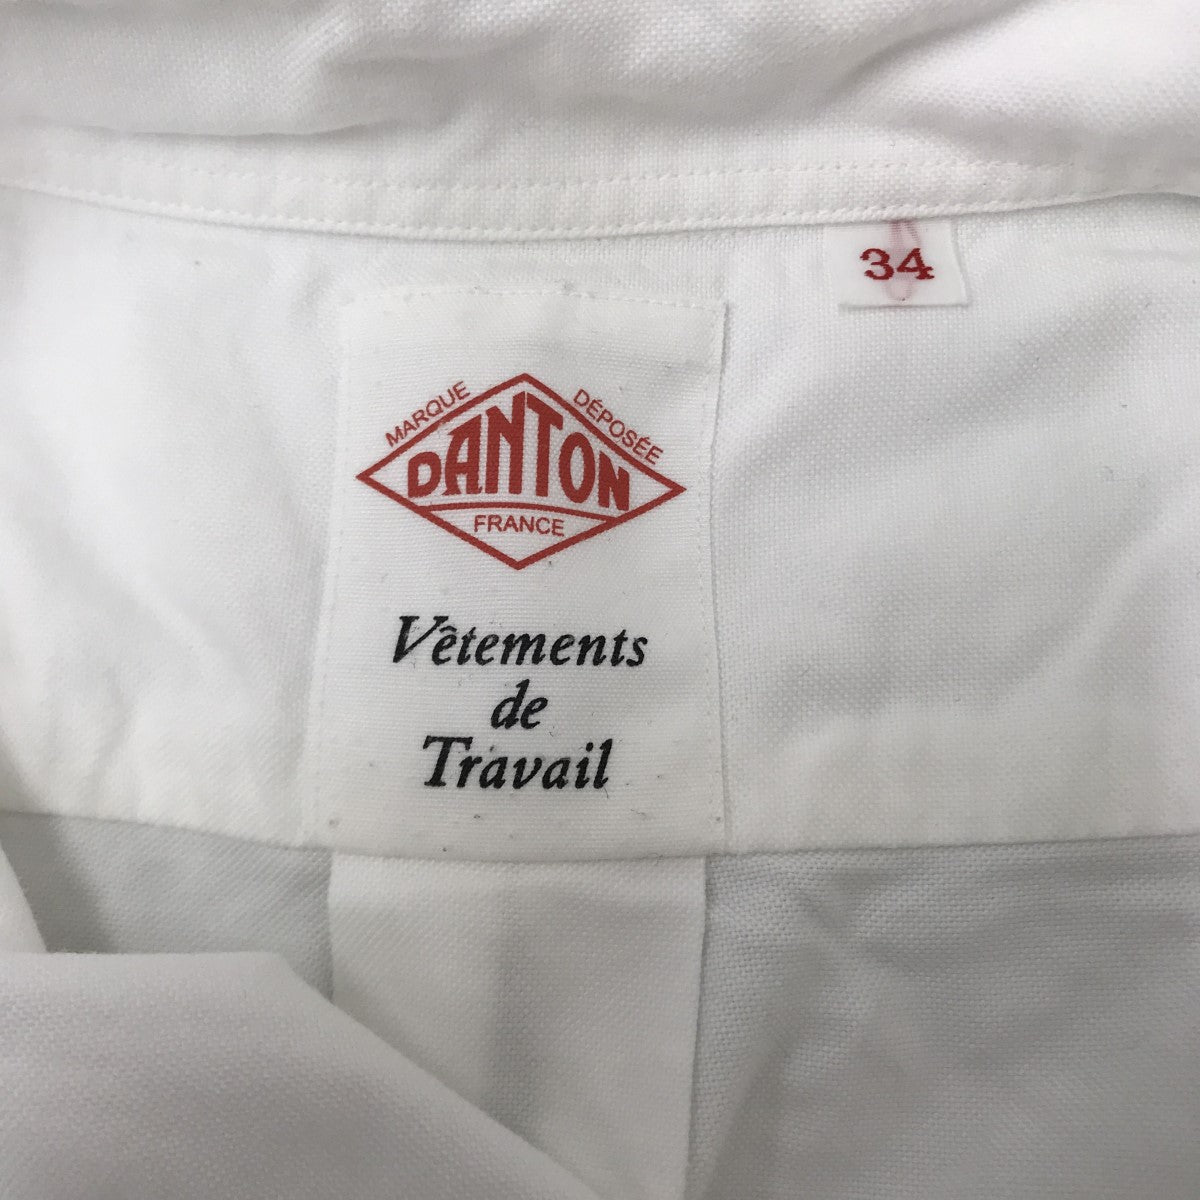 34
MARQUE DÉPOSÉE
DANTON
FRANCE
Vêtements
de
Travail